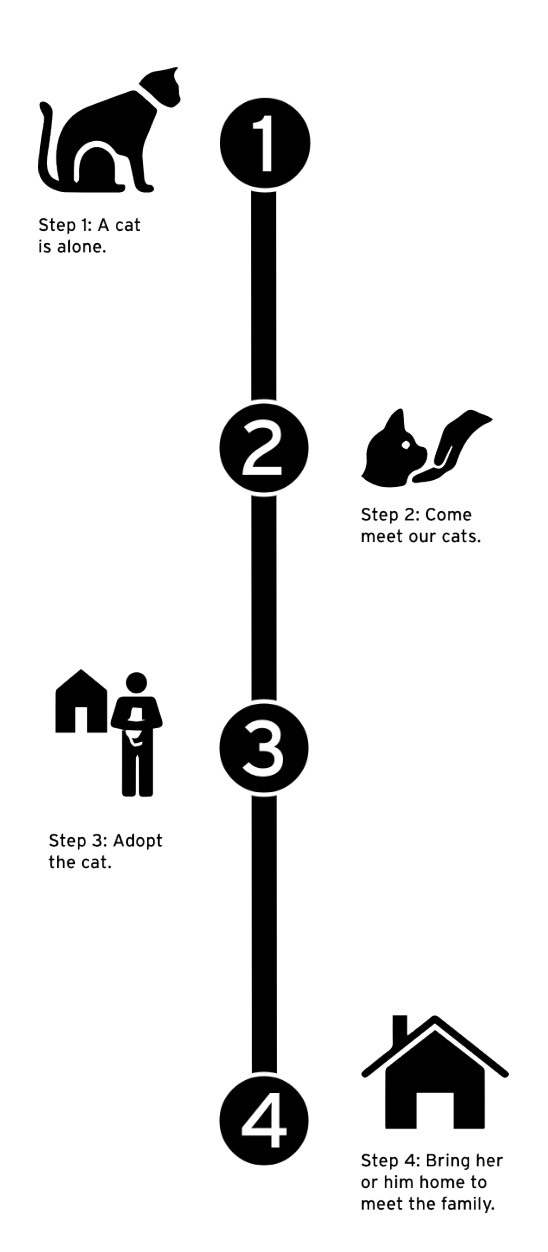 1
Step 1: A cat
is alone.
2
Step 2: Come
meet our cats.
3
Step 3: Adopt
the cat.
4
Step 4: Bring her
or him home to
meet the family.